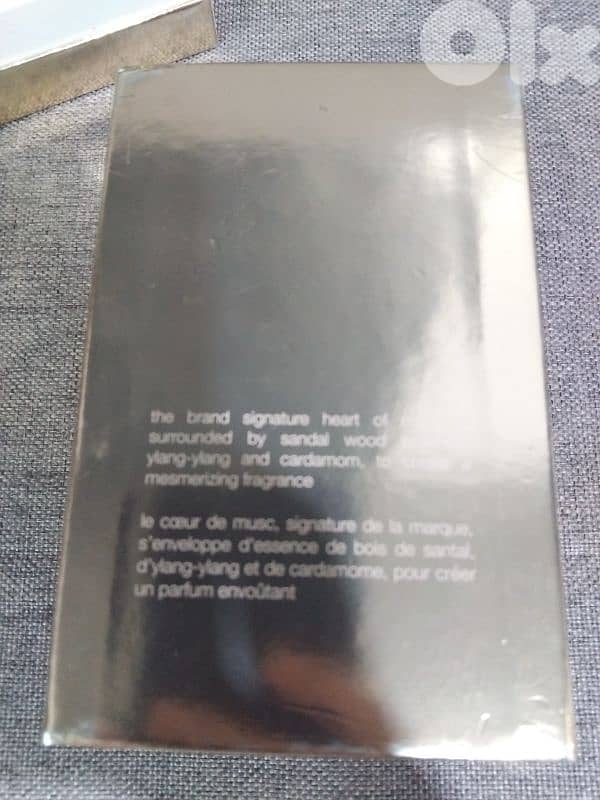 olx
the brand signature heart of
surrounded by sandal wood
ylang-ylang and cardamom, to create a
mesmerizing fragrance
le cœur de musc, signature de la marque,
s'enveloppe d'essence de bois de santal,
d'ylang-ylang et de cardamome, pour créer
un parfum envoûtant